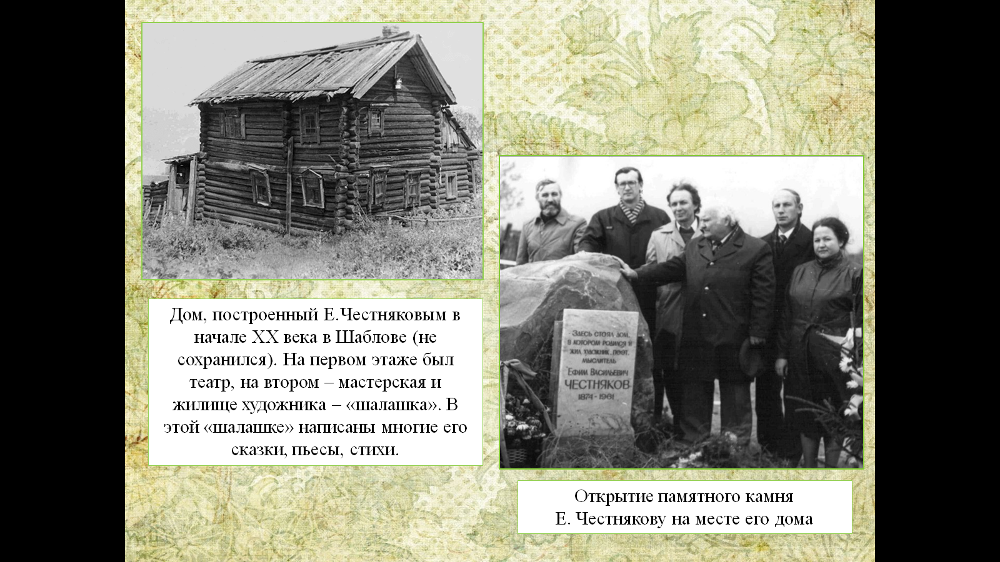 Дом, построенный Е.Честняковым в
начале XX века в Шаблове (не
сохранился). На первом этаже был
театр, на втором – мастерская и
жилище художника – «шалашка». В
этой «шалашке» написаны многие его
сказки, пьесы, стихи.
Здесь стоял дом,
в котором родился и
жил художник, поэт,
мыслитель
Ефим Васильевич
ЧЕСТНЯКОВ
1874-1961
Открытие памятного камня
Е. Честнякову на месте его дома